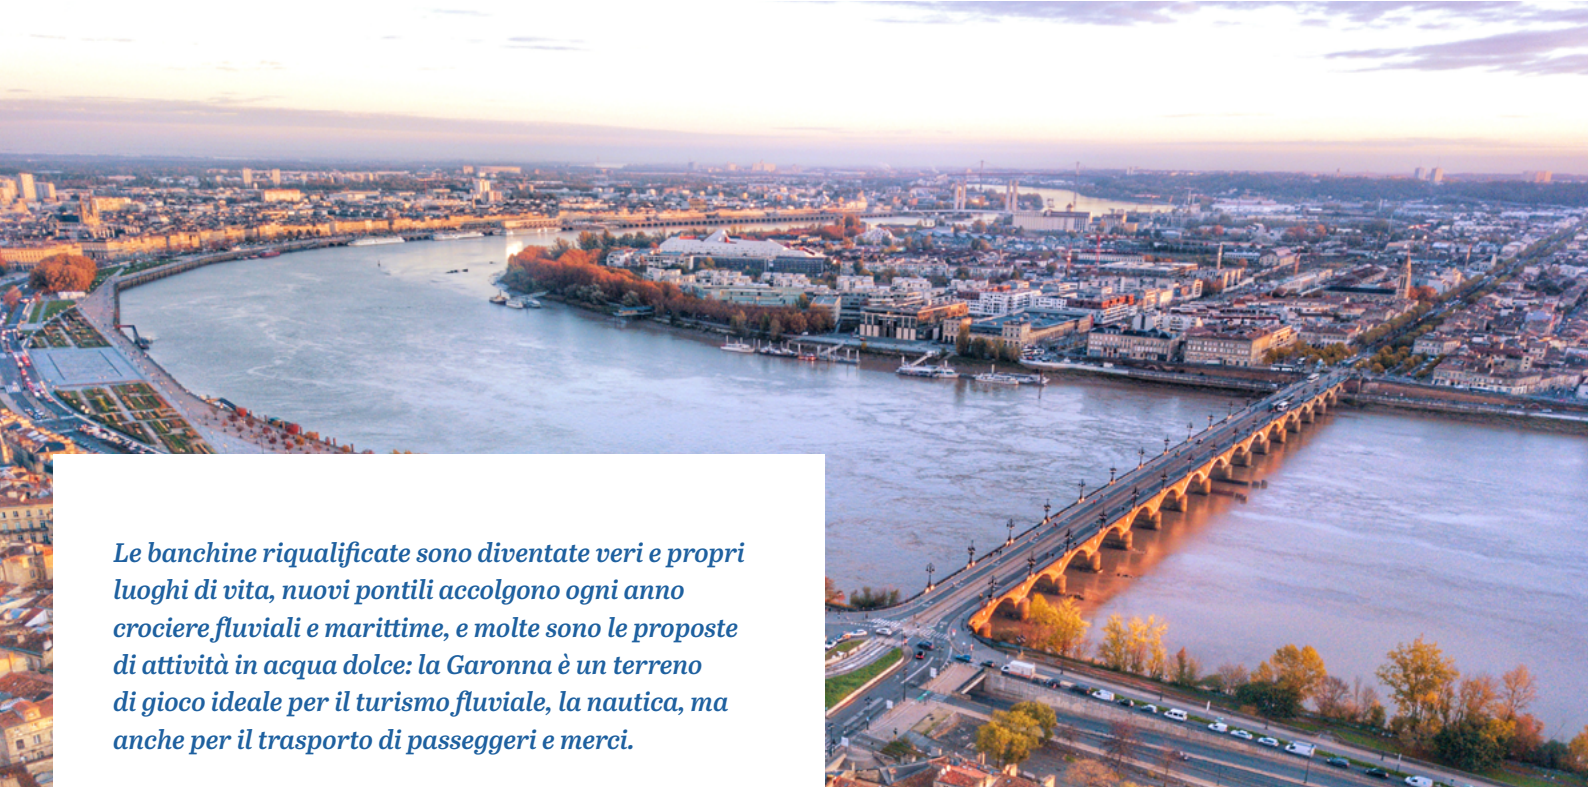 Le banchine riqualificate sono diventate veri e propri
luoghi di vita, nuovi pontili accolgono ogni anno
crociere fluviali e marittime, e molte sono le proposte
di attività in acqua dolce: la Garonna è un terreno
di gioco ideale per il turismo fluviale, la nautica, ma
anche per il trasporto di passeggeri e merci.